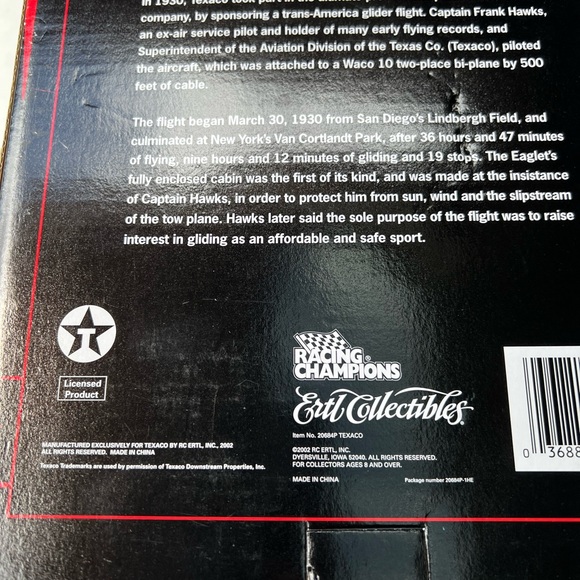 In 1930, Texaco took part in the
company, by sponsoring a trans-America glider flight. Captain Frank Hawks,
an ex-air service pilot and holder of many early flying records, and
Superintendent of the Aviation Division of the Texas Co. (Texaco), piloted
the aircraft, which was attached to a Waco 10 two-place bi-plane by 500
feet of cable.
The flight began March 30, 1930 from San Diego's Lindbergh Field, and
culminated at New York's Van Cortlandt Park, after 36 hours and 47 minutes
of flying, nine hours and 12 minutes of gliding and 19 stops. The Eaglet's
fully enclosed cabin was the first of its kind, and was made at the insistance
of Captain Hawks, in order to protect him from sun, wind and the slipstream
of the tow plane. Hawks later said the sole purpose of the flight was to raise
interest in gliding as an affordable and safe sport.
T
Licensed
Product
MANUFACTURED EXCLUSIVELY FOR TEXACO BY RC ERTL, INC., 2002
ALL RIGHTS RESERVED. MADE IN CHINA
Texaco Trademarks are used by permission of Texaco Downstream Properties, Inc.
RACING
CHAMPIONS®
Ertl Collectibles®
Item No. 20684P TEXACO
©2002 RC ERTL, INC.
DYERSVILLE, IOWA 52040. ALL RIGHTS RESERVED.
FOR COLLECTORS AGES 8 AND OVER.
MADE IN CHINA
Package number 20684P-1HE
0 3688